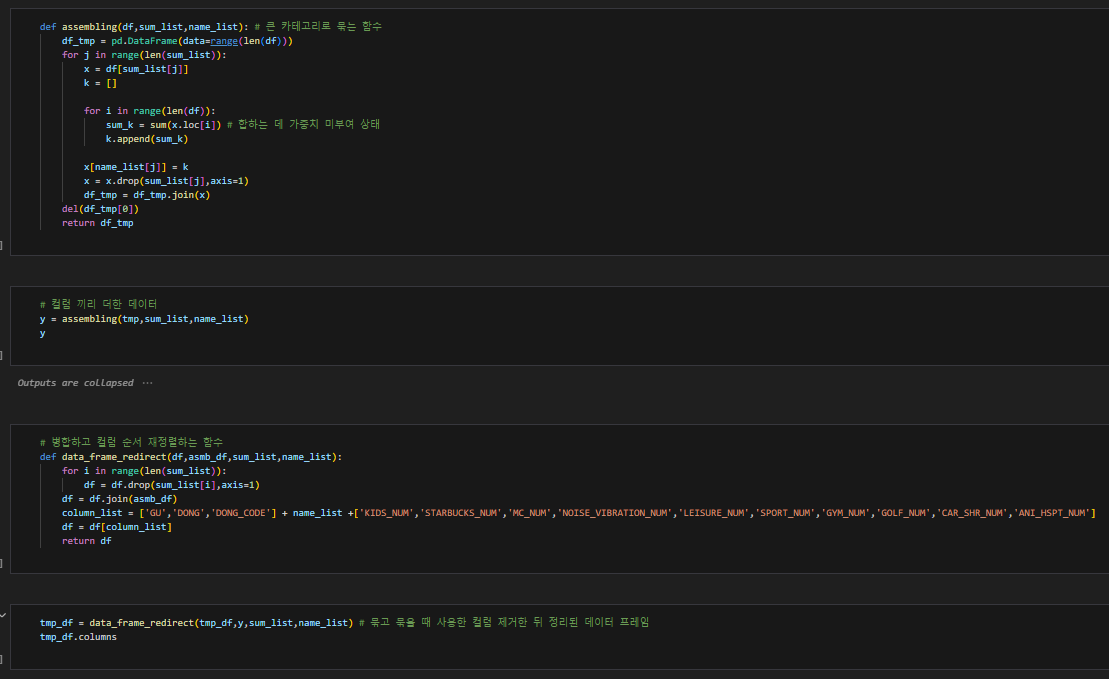 def assembling(df,sum_list,name_list): # 큰 카테고리로 묶는 함수
    df_tmp = pd.DataFrame(data=range(len(df)))
    for j in range(len(sum_list)):
        x = df[sum_list[j]]
        k = []
        for i in range(len(df)):
            sum_k = sum(x.loc[i]) # 합하는 데 가중치 미부여 상태
            k.append(sum_k)
        x[name_list[j]] = k
        x = x.drop(sum_list[j],axis=1)
        df_tmp = df_tmp.join(x)
    del(df_tmp[0])
    return df_tmp
# 컬럼 끼리 더한 데이터
y = assembling(tmp,sum_list,name_list)
y
Outputs are collapsed ...
# 병합하고 컬럼 순서 재정렬하는 함수
def data_frame_redirect(df,asmb_df,sum_list,name_list):
    for i in range(len(sum_list)):
        df = df.drop(sum_list[i],axis=1)
    df = df.join(asmb_df)
    column_list = ['GU','DONG','DONG_CODE'] + name_list +['KIDS_NUM','STARBUCKS_NUM','MC_NUM','NOISE_VIBRATION_NUM','LEISURE_NUM','SPORT_NUM','GYM_NUM','GOLF_NUM','CAR_SHR_NUM','ANI_HSPT_NUM']
    df = df[column_list]
    return df
tmp_df = data_frame_redirect(tmp_df,y,sum_list,name_list) # 묶고 묶을 때 사용한 컬럼 제거한 뒤 정리된 데이터 프레임
tmp_df.columns